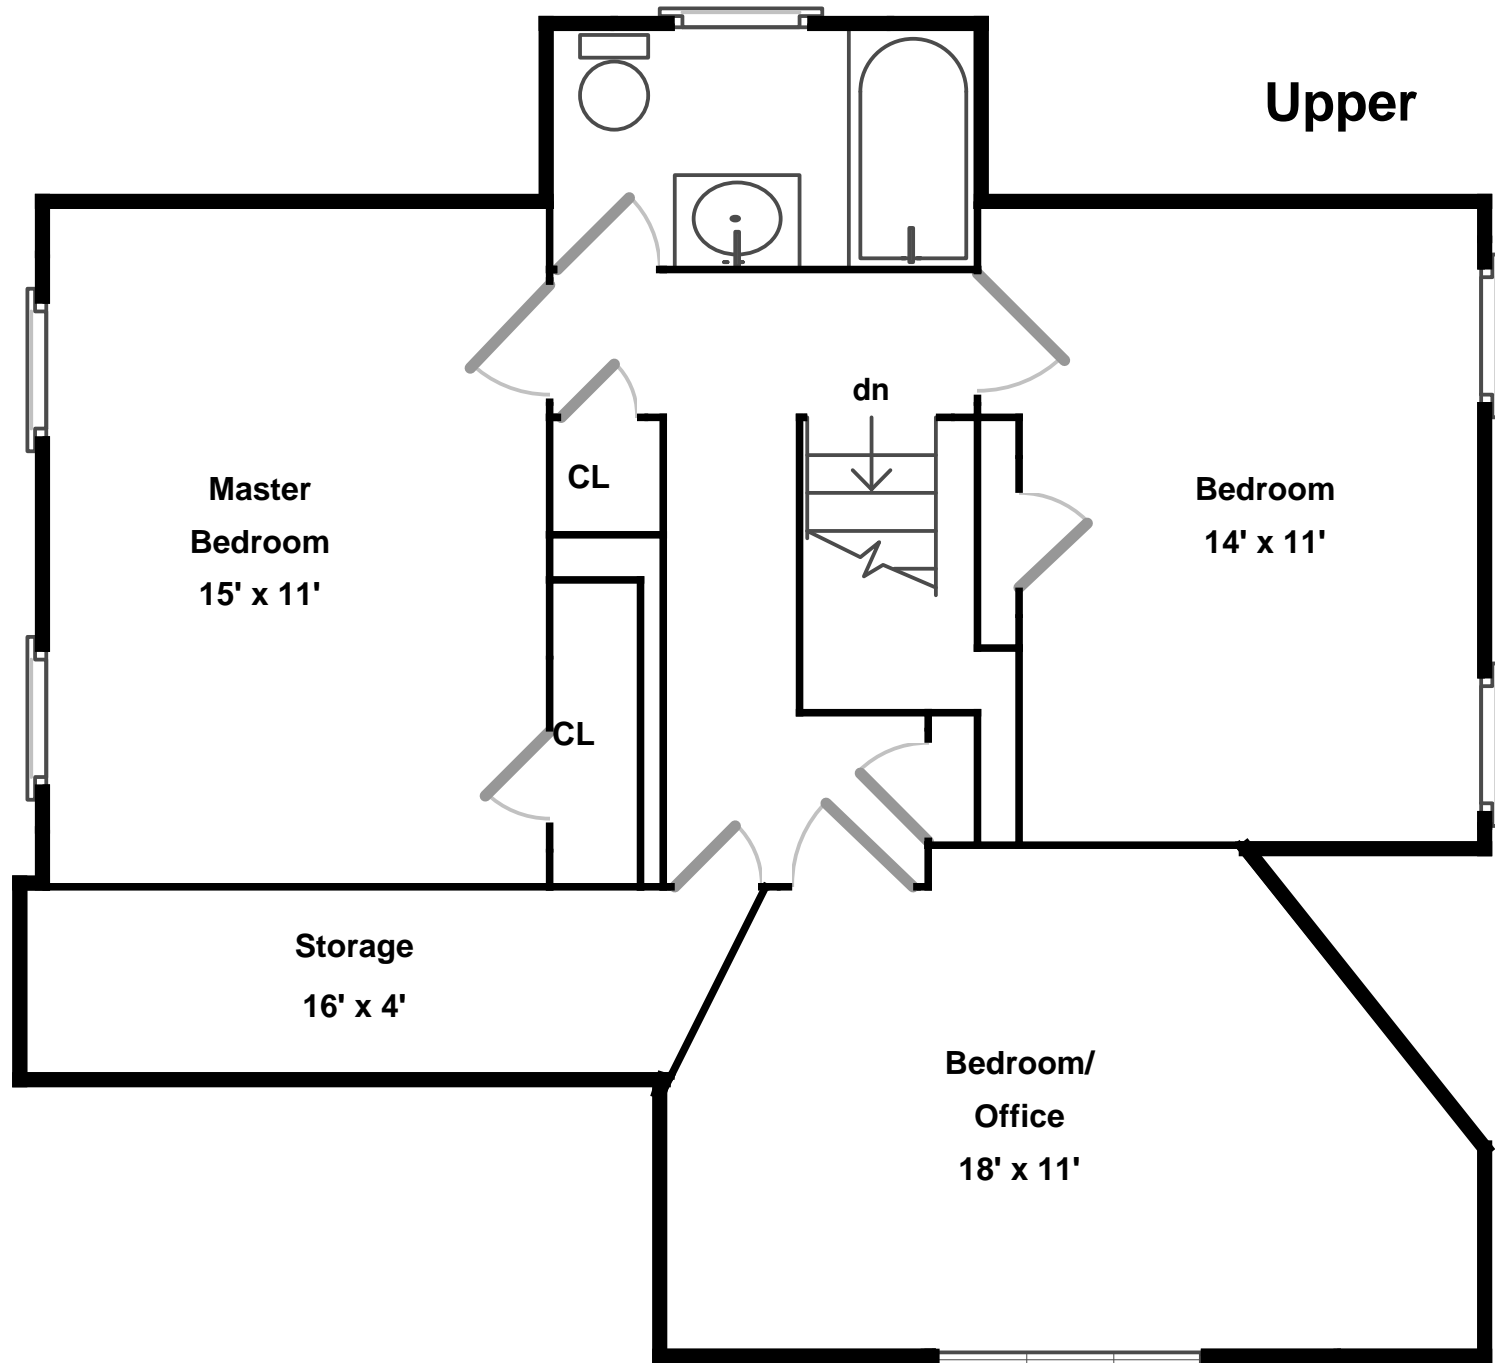 Upper
dn
CL
Master
Bedroom
15' x 11'
Bedroom
14' x 11'
CL
Storage
16' x 4'
Bedroom/
Office
18' x 11'